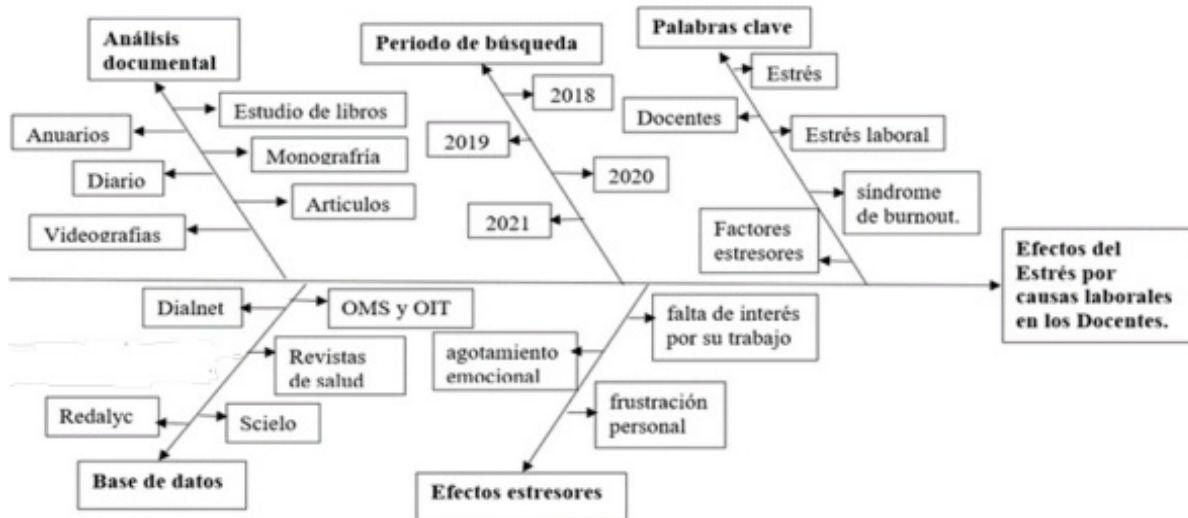 Análisis
documental
Periodo de búsqueda
Palabras clave
Estudio de libros
Anuarios
Monografría
Diario
Articulos
Videografias
2018
2019
2020
2021
Estrés
Docentes
Estrés laboral
síndrome
de burnout.
Factores
estresores
Efectos del
Estrés por
causas laborales
en los Docentes.
Dialnet
OMS y OIT
Revistas
de salud
Redalyc
Scielo
Base de datos
falta de interés
por su trabajo
agotamiento
emocional
frustración
personal
Efectos estresores